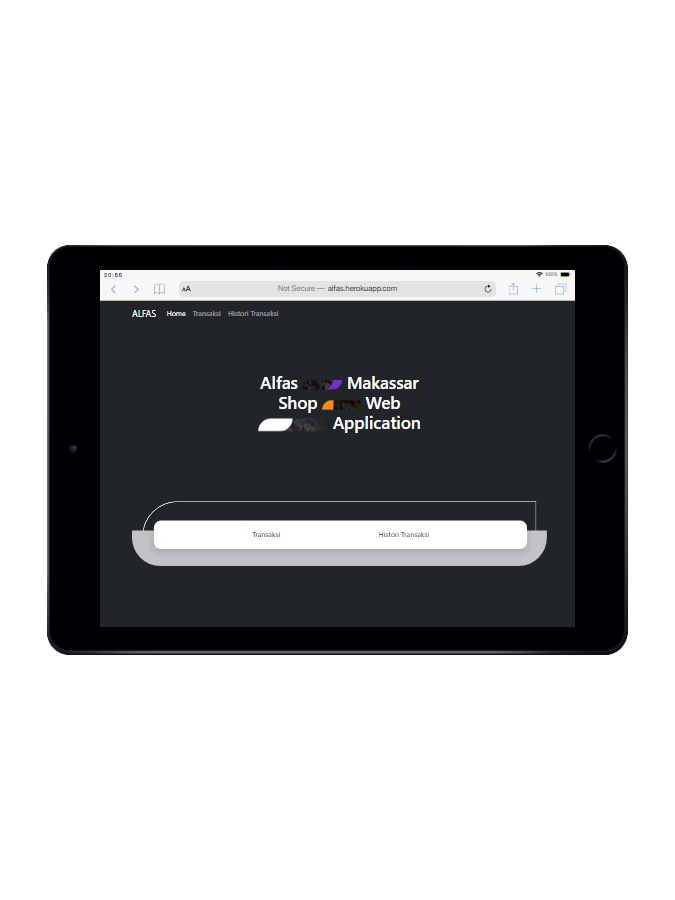 20:56
100%
AA Not Secure — alfas.herokuapp.com
ALFAS Home Transaksi Histori Transaksi
Alfas Makassar
Shop Web
Application
Transaksi Histori Transaksi